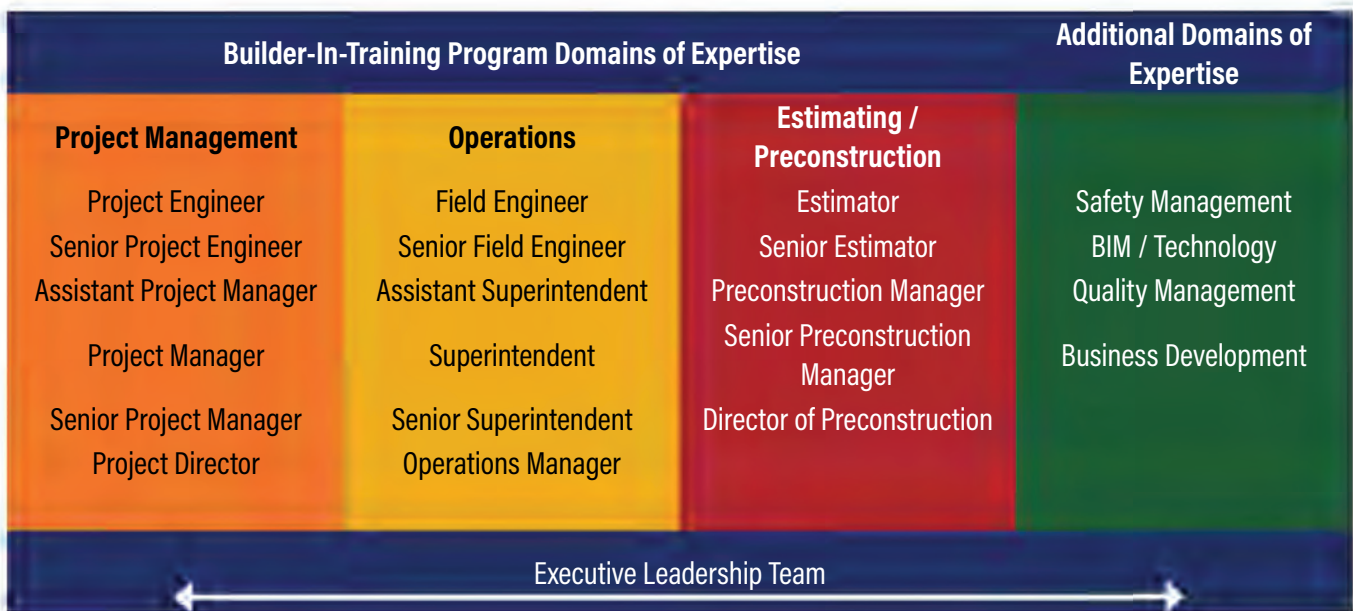 Builder-In-Training Program Domains of Expertise
Additional Domains of
Expertise
Project Management
Operations
Estimating /
Preconstruction
Project Engineer
Field Engineer
Estimator
Safety Management
Senior Project Engineer
Senior Field Engineer
Senior Estimator
BIM / Technology
Assistant Project Manager
Assistant Superintendent
Preconstruction Manager
Quality Management
Project Manager
Superintendent
Senior Preconstruction
Manager
Business Development
Senior Project Manager
Senior Superintendent
Director of Preconstruction
Project Director
Operations Manager
Executive Leadership Team